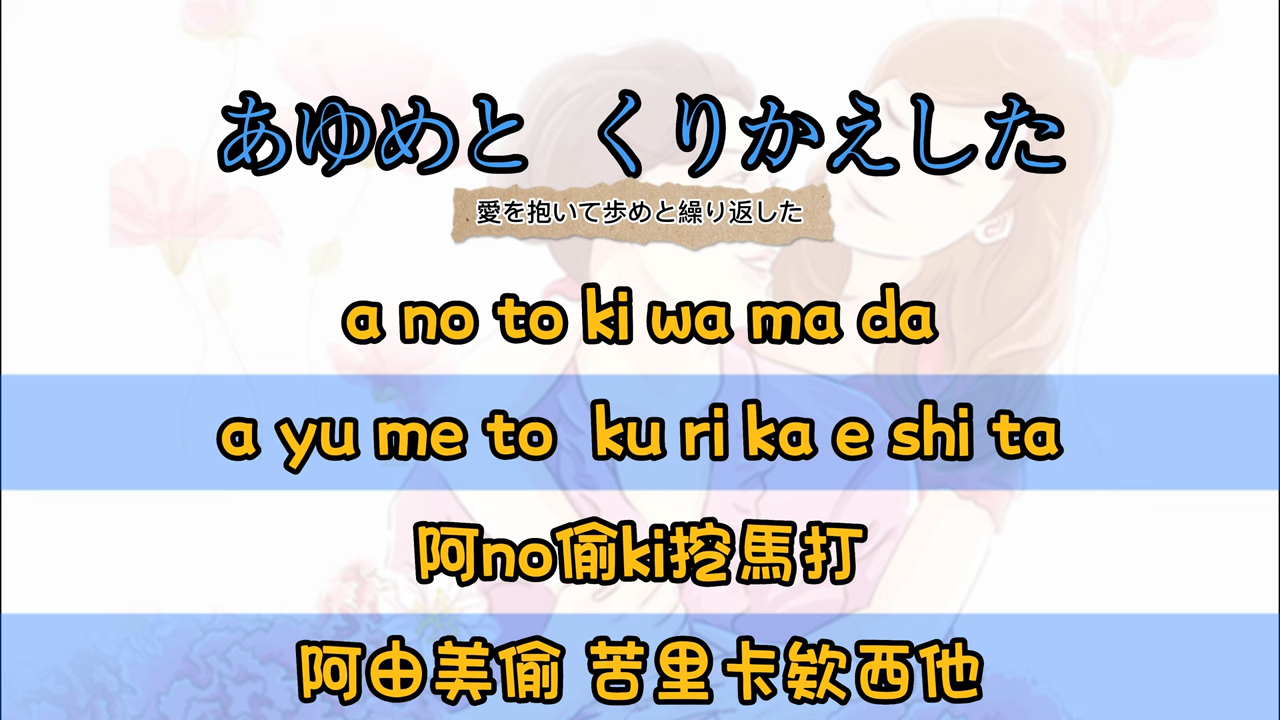 あゆめと くりかえした
愛を抱いて歩めと繰り返した
a no to ki wa ma da
a yu me to ku ri ka e shi ta
阿no偷ki挖馬打
阿由美偷 苦里卡欸西他